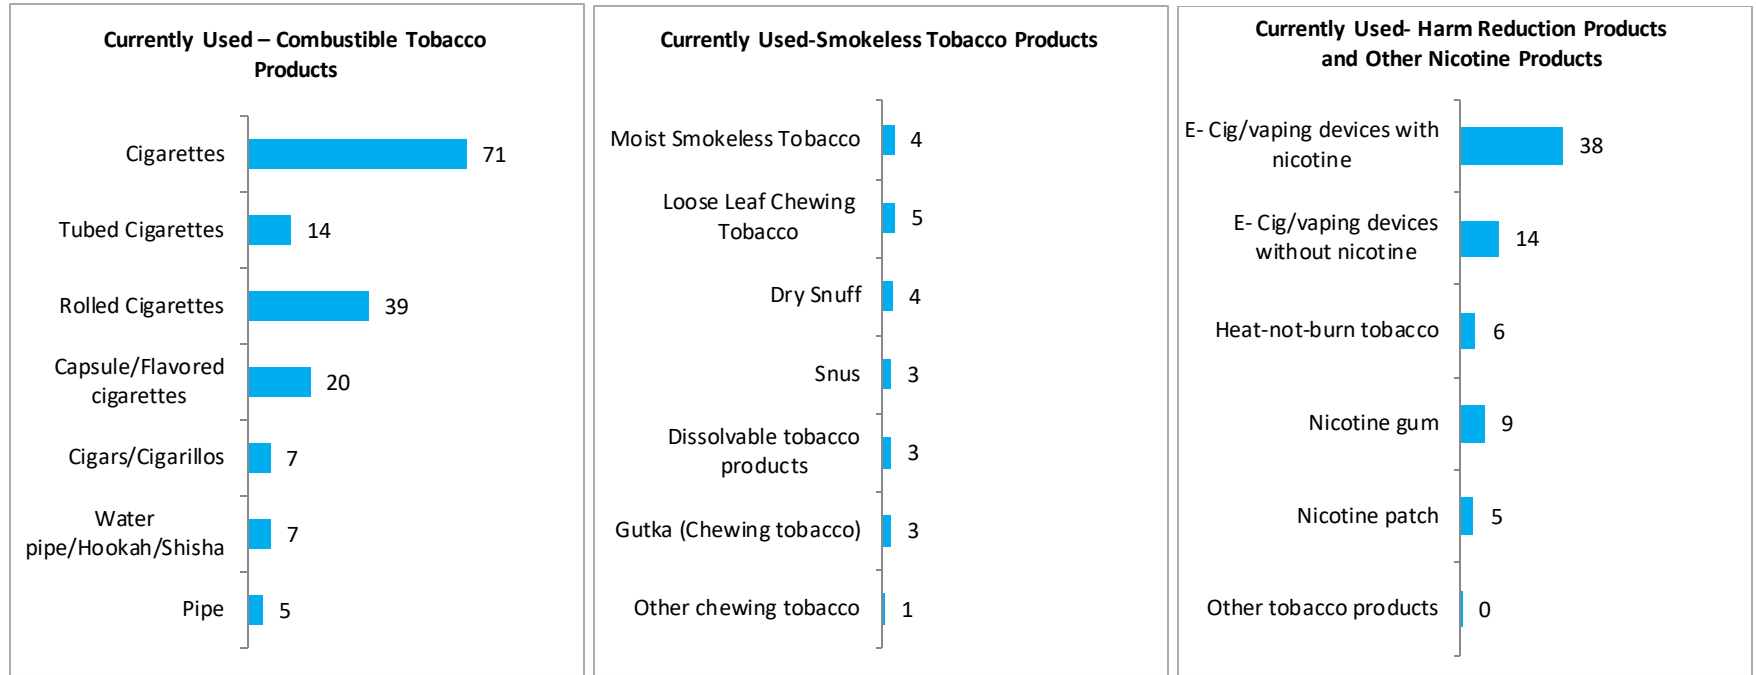 Currently Used – Combustible Tobacco
Products
Cigarettes
71
Tubed Cigarettes
14
Rolled Cigarettes
39
Capsule/Flavored
cigarettes
20
Cigars/Cigarillos
7
Water
pipe/Hookah/Shisha
7
Pipe
5
Currently Used-Smokeless Tobacco Products
Moist Smokeless Tobacco
4
Loose Leaf Chewing
Tobacco
5
Dry Snuff
4
Snus
3
Dissolvable tobacco
products
3
Gutka (Chewing tobacco)
3
Other chewing tobacco
1
Currently Used- Harm Reduction Products
and Other Nicotine Products
E- Cig/vaping devices with
nicotine
38
E- Cig/vaping devices
without nicotine
14
Heat-not-burn tobacco
6
Nicotine gum
9
Nicotine patch
5
Other tobacco products
0